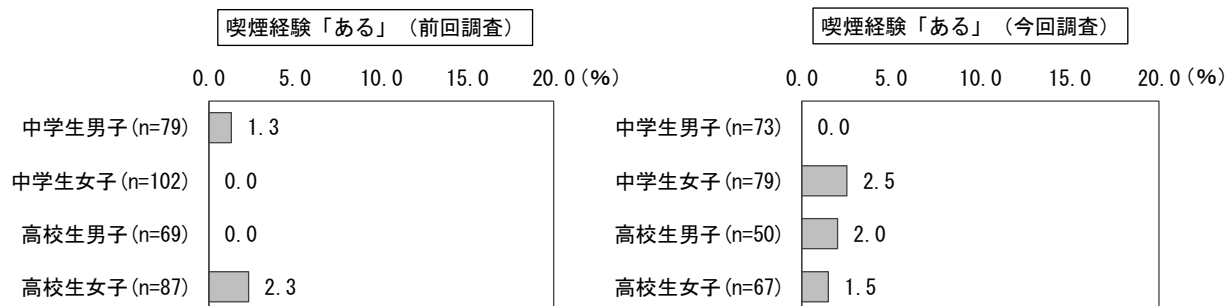 喫煙経験「ある」（前回調査）
0.0 5.0 10.0 15.0 20.0(%)
中学生男子(n=79) 1.3
中学生女子(n=102) 0.0
高校生男子(n=69) 0.0
高校生女子(n=87) 2.3
喫煙経験「ある」（今回調査）
0.0 5.0 10.0 15.0 20.0(%)
中学生男子(n=73) 0.0
中学生女子(n=79) 2.5
高校生男子(n=50) 2.0
高校生女子(n=67) 1.5